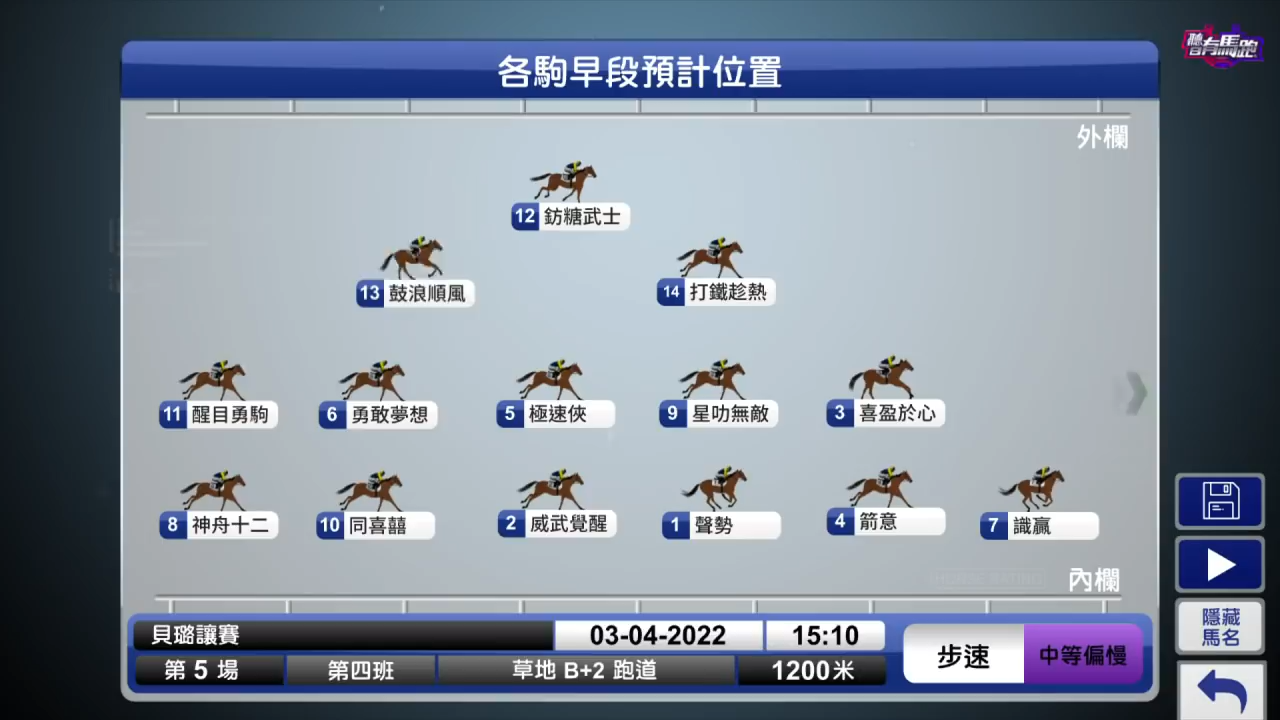 各駒早段預計位置
聽有馬跑
外欄
12 鈁糖武士
13 鼓浪順風
14 打鐵趁熱
11 醒目勇駒
6 勇敢夢想
5 極速俠
9 星叻無敵
3 喜盈於心
8 神舟十二
10 同喜囍
2 威武覺醒
1 聲勢
4 箭意
7 識贏
內欄
貝璐讓賽
03-04-2022
15:10
第 5 場
第四班
草地 B+2 跑道
1200米
步速
中等偏慢
隱藏
馬名